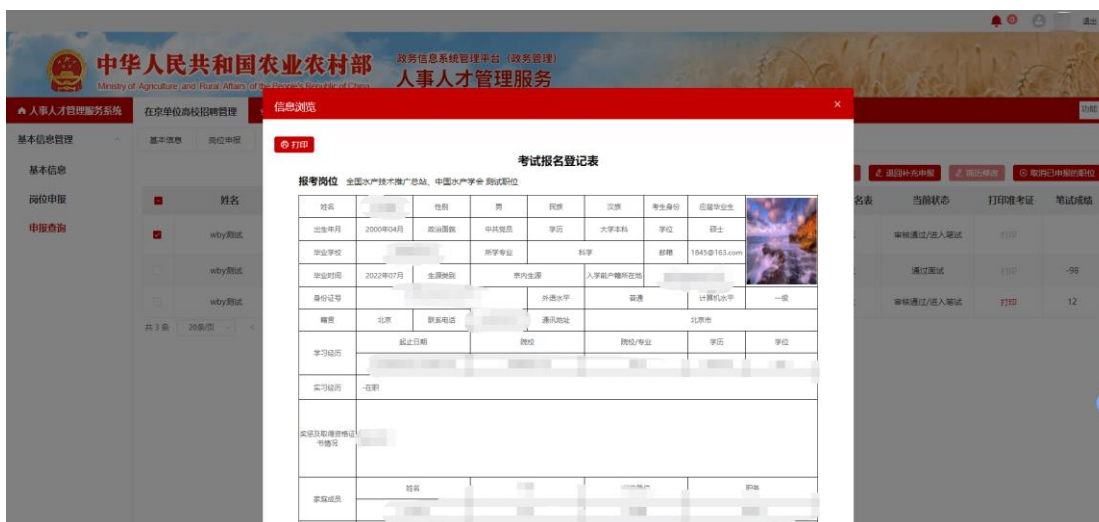 退出
中华人民共和国农业农村部
政务信息系统管理平台（政务管理）
Ministry of Agriculture and Rural Affairs of the People's Republic of China
人事人才管理服务
人事人才管理服务系统
在京单位高校招聘管理
信息浏览
×
功能
基本信息管理
基本信息
岗位申报
打印
考试报名登记表
基本信息
报考岗位 全国水产技术推广总站、中国水产学会 测试职位
退回补充申报
取消已申报的职位
岗位申报
姓名
名表
当前状态
打印准考证
笔试成绩
申报查询
wby测试
审核通过/进入笔试
打印
wby测试
通过面试
打印
-98
wby测试
审核通过/进入笔试
打印
12
共 3 条
20条/页
姓名 性别 男 民族 汉族 考生身份 应届毕业生
出生年月 2000年04月 政治面貌 中共党员 学历 大学本科 学位 硕士
毕业学校 所学专业 科学 邮箱 1845@163.com
毕业时间 2022年07月 生源类别 京内生源 入学前户籍所在地
身份证号 外语水平 普通 计算机水平 一级
籍贯 北京 联系电话 通讯地址 北京市
学习经历 起止日期 院校 院校/专业 学历 学位
实习经历 -在职
奖惩及取得资格证
书情况
家庭成员 姓名 职务